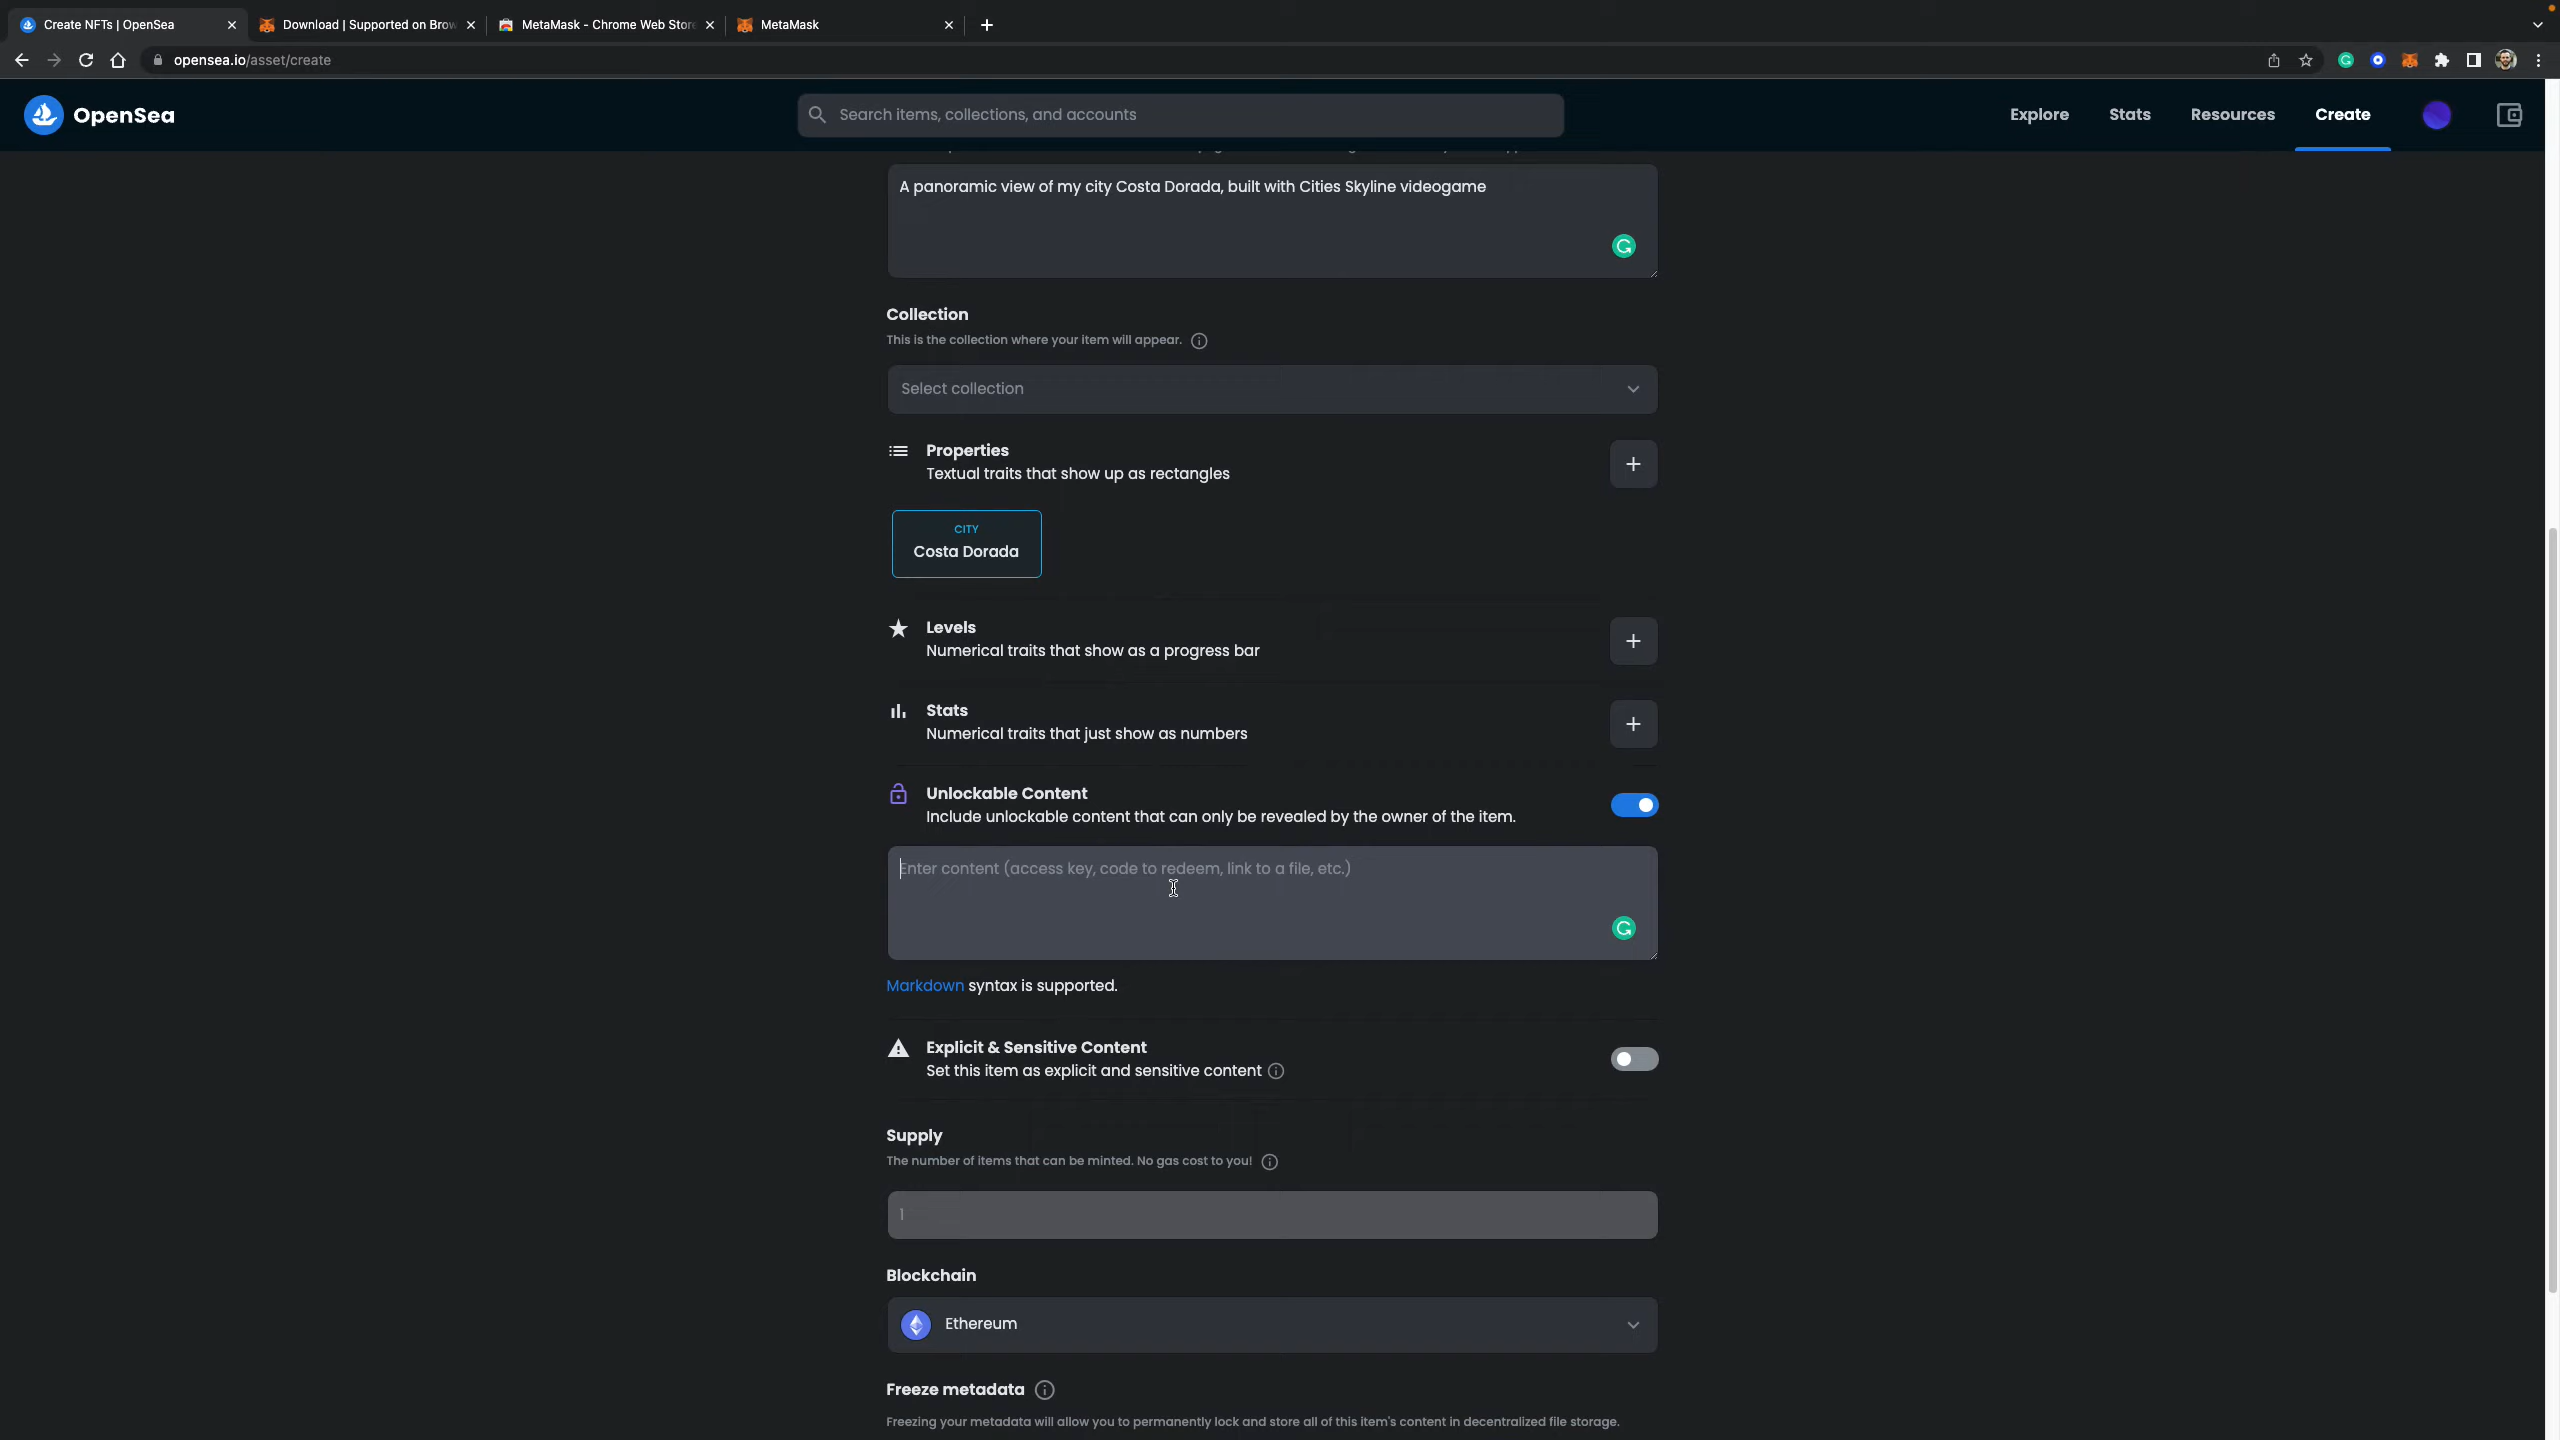 Create NFTs | OpenSea
Download | Supported on Brow
MetaMask - Chrome Web Store
MetaMask
opensea.io/asset/create
OpenSea
Search items, collections, and accounts
Explore
Stats
Resources
Create
A panoramic view of my city Costa Dorada, built with Cities Skyline videogame
Collection
This is the collection where your item will appear.
Select collection
Properties
Textual traits that show up as rectangles
CITY
Costa Dorada
Levels
Numerical traits that show as a progress bar
Stats
Numerical traits that just show as numbers
Unlockable Content
Include unlockable content that can only be revealed by the owner of the item.
Enter content (access key, code to redeem, link to a file, etc.)
Markdown syntax is supported.
Explicit & Sensitive Content
Set this item as explicit and sensitive content
Supply
The number of items that can be minted. No gas cost to you!
1
Blockchain
Ethereum
Freeze metadata
Freezing your metadata will allow you to permanently lock and store all of this item's content in decentralized file storage.